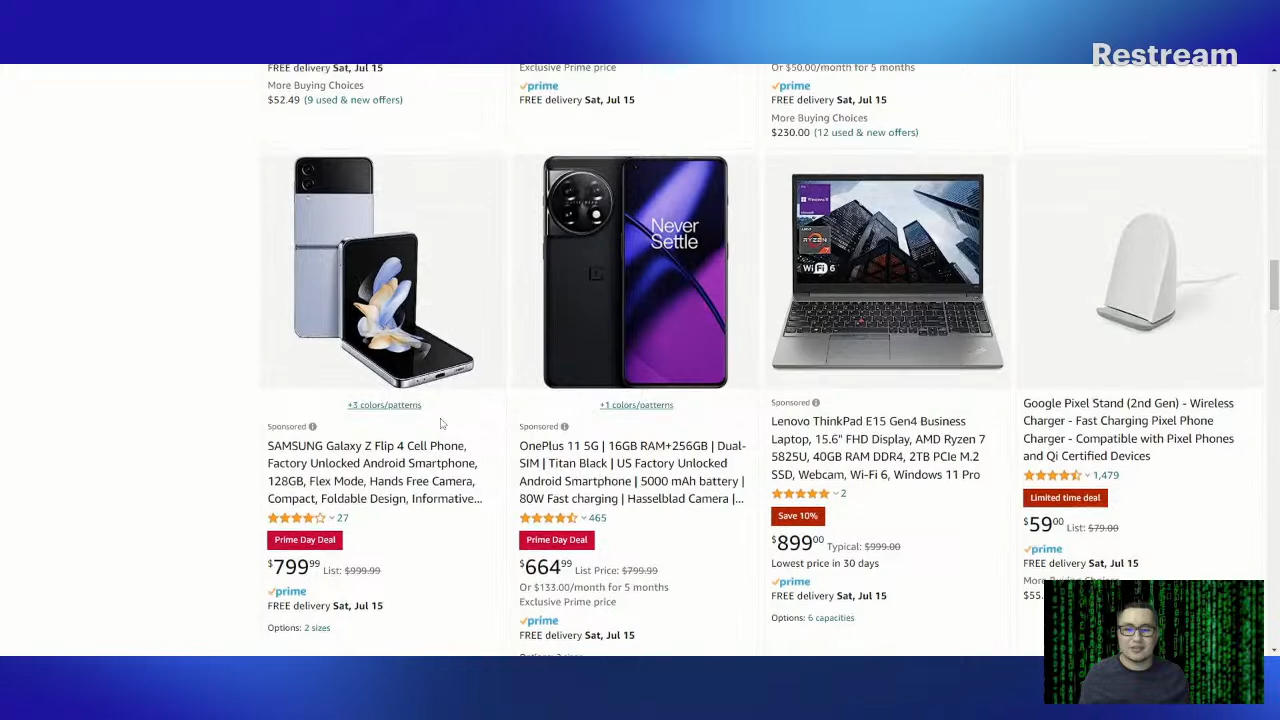 Restream
FREE delivery Sat, Jul 15
More Buying Choices
$52.49 (9 used & new offers)
Exclusive Prime price
prime
FREE delivery Sat, Jul 15
Or $50.00/month for 5 months
prime
FREE delivery Sat, Jul 15
More Buying Choices
$230.00 (12 used & new offers)
+3 colors/patterns
Sponsored
SAMSUNG Galaxy Z Flip 4 Cell Phone,
Factory Unlocked Android Smartphone,
128GB, Flex Mode, Hands Free Camera,
Compact, Foldable Design, Informative...
27
Prime Day Deal
$799.99 List: $999.99
prime
FREE delivery Sat, Jul 15
Options: 2 sizes
Never
Settle
+1 colors/patterns
Sponsored
OnePlus 11 5G | 16GB RAM+256GB | Dual-
SIM | Titan Black | US Factory Unlocked
Android Smartphone | 5000 mAh battery |
80W Fast charging | Hasselblad Camera |...
465
Prime Day Deal
$664.99 List Price: $799.99
Or $133.00/month for 5 months
Exclusive Prime price
prime
FREE delivery Sat, Jul 15
RYZEN
WiFi 6
Sponsored
Lenovo ThinkPad E15 Gen4 Business
Laptop, 15.6" FHD Display, AMD Ryzen 7
5825U, 40GB RAM DDR4, 2TB PCIe M.2
SSD, Webcam, Wi-Fi 6, Windows 11 Pro
2
Save 10%
$899.00 Typical: $999.00
Lowest price in 30 days
prime
FREE delivery Sat, Jul 15
Options: 6 capacities
Google Pixel Stand (2nd Gen) - Wireless
Charger - Fast Charging Pixel Phone
Charger - Compatible with Pixel Phones
and Qi Certified Devices
1,479
Limited time deal
$59.00 List: $79.00
prime
FREE delivery Sat, Jul 15
More Buying Choices
$55.